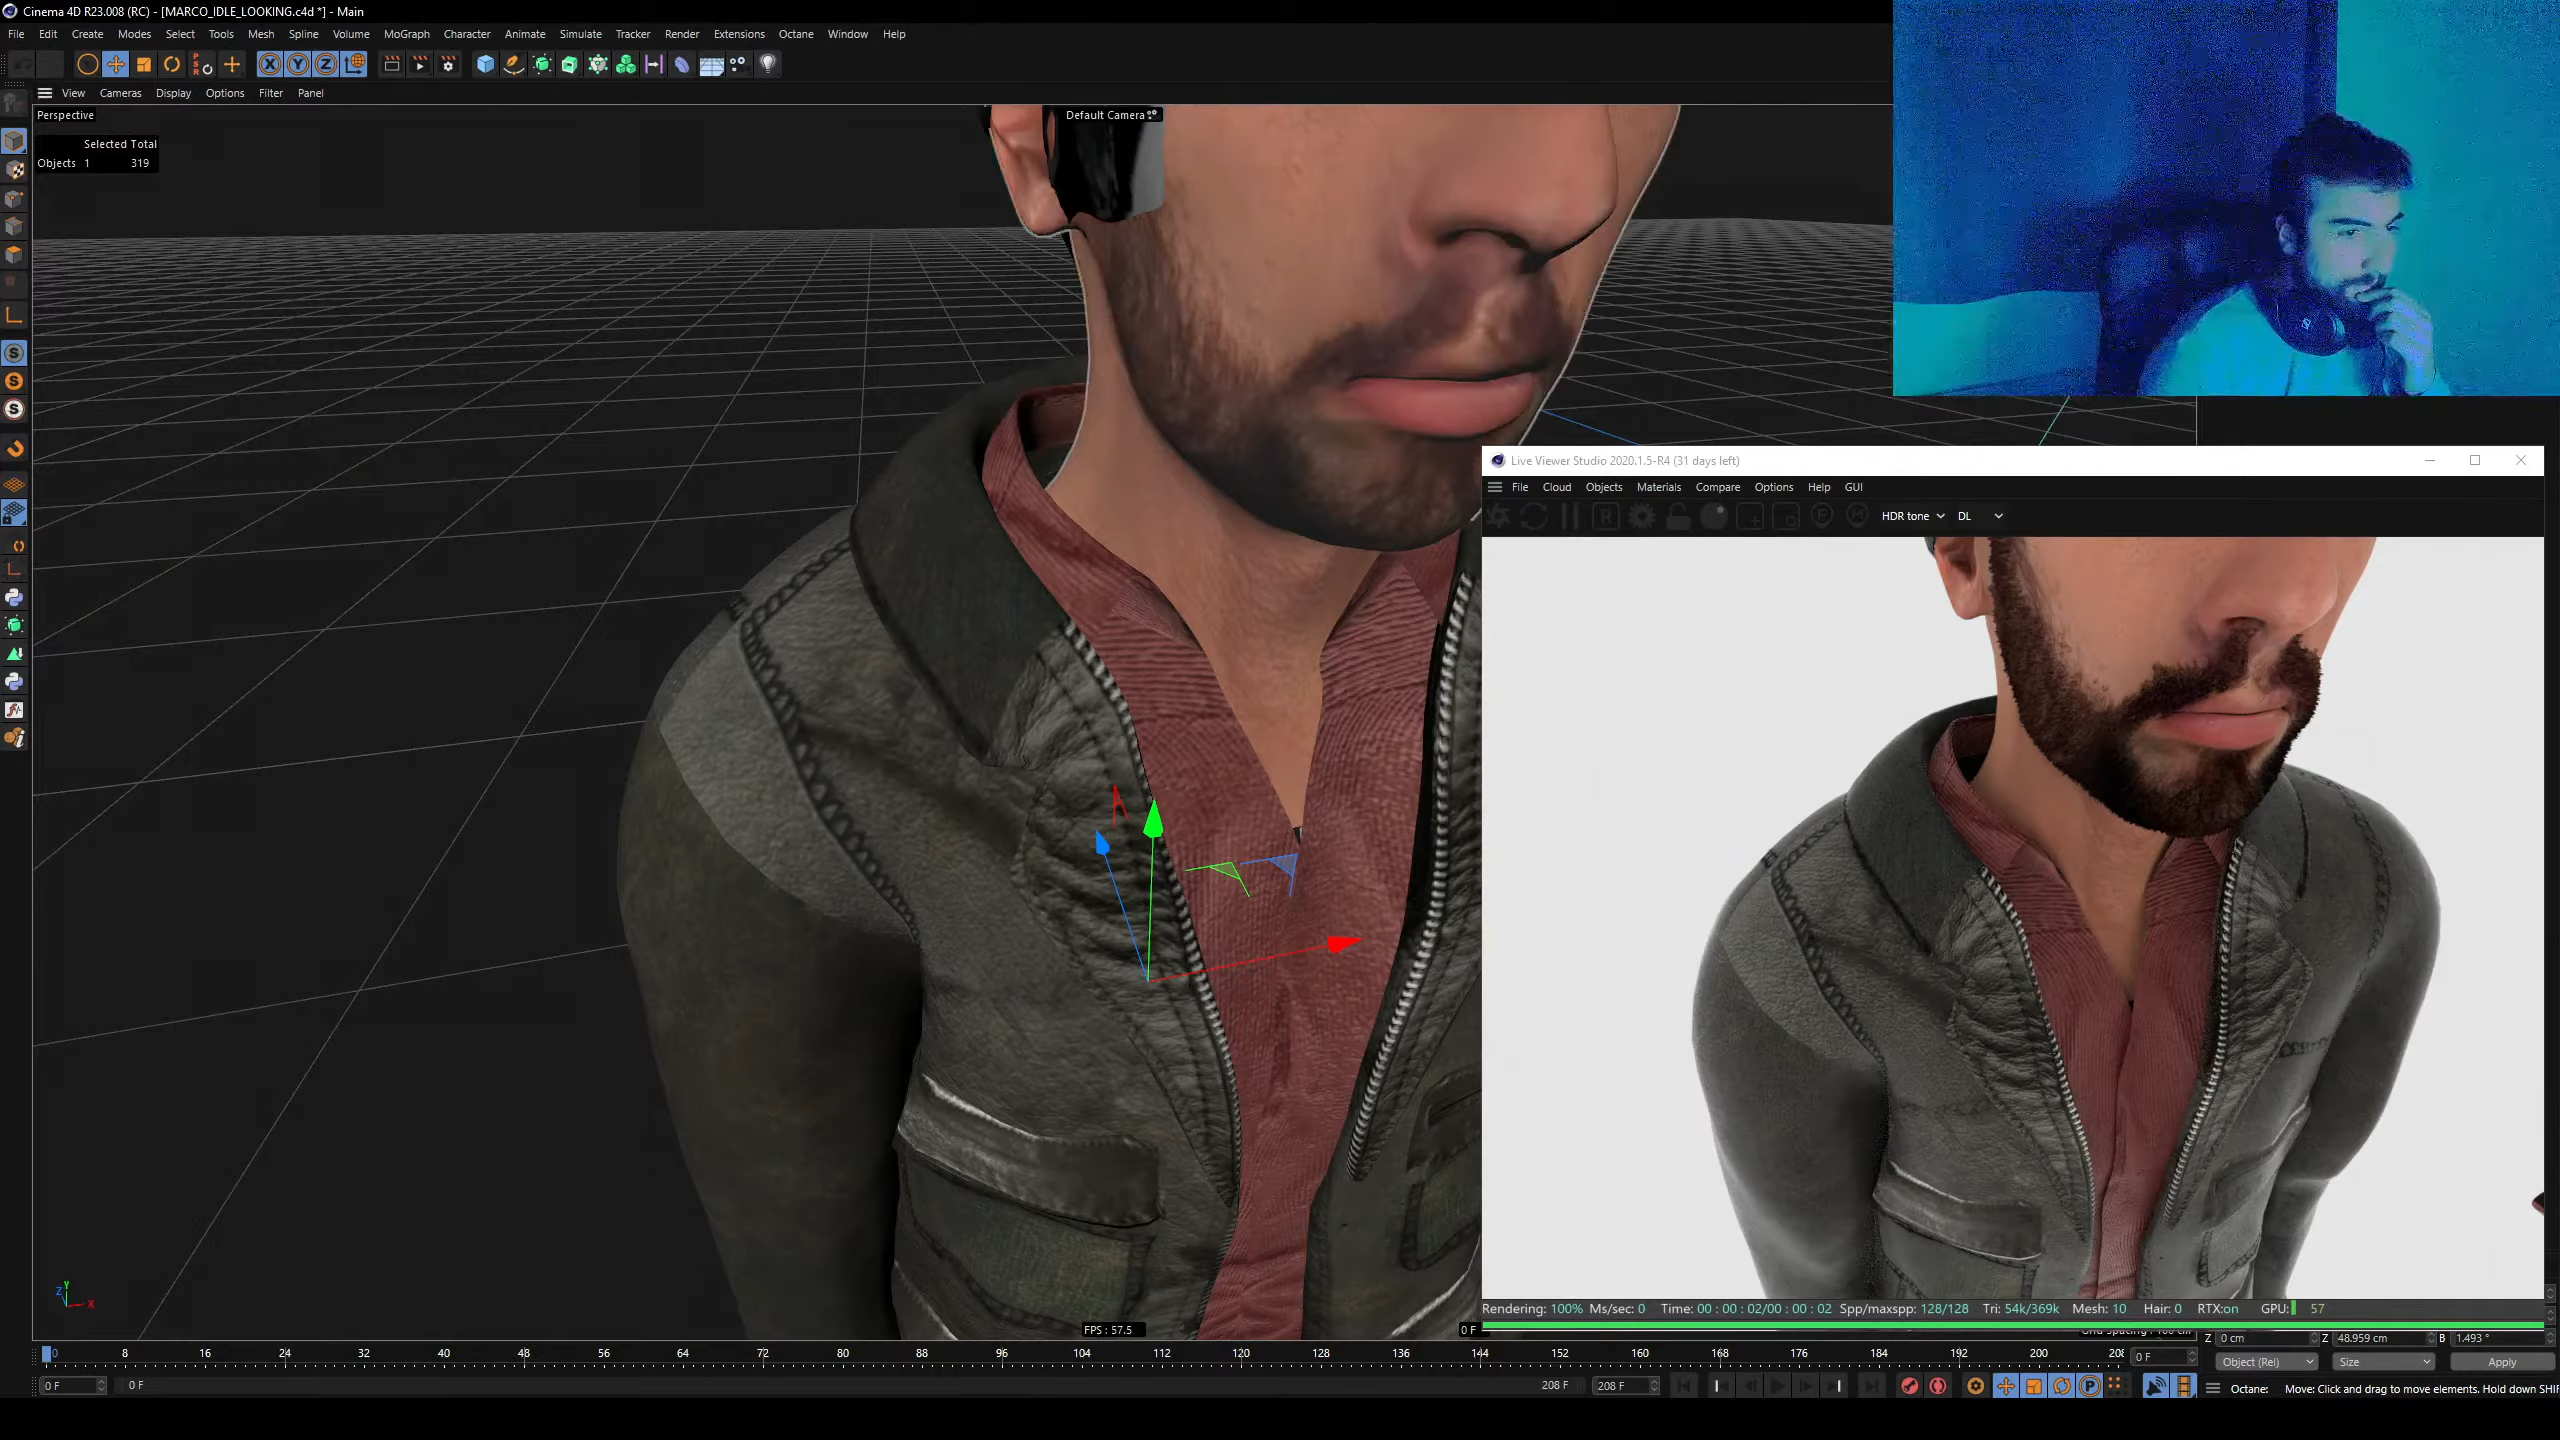 Cinema 4D R23.008 (RC) - [MARCO_IDLE_LOOKING.c4d *] - Main
File Edit Create Modes Select Tools Mesh Spline Volume MoGraph Character Animate Simulate Tracker Render Extensions Octane Window Help
View Cameras Display Options Filter Panel
Perspective
Default Camera
Selected Total
Objects 1 319
Live Viewer Studio 2020.1.5-R4 (31 days left)
File Cloud Objects Materials Compare Options Help GUI
HDR tone DL
Rendering: 100% Ms/sec: 0 Time: 00 : 00 : 02/00 : 00 : 02 Spp/maxspp: 128/128 Tri: 54k/369k Mesh: 10 Hair: 0 RTX:on GPU: 57
FPS : 57.5
0 F
Z 0 cm Z 48.959 cm B 1.493 °
0 8 16 24 32 40 48 56 64 72 80 88 96 104 112 120 128 136 144 152 160 168 176 184 192 200 208
0 F
Object (Rel) Size Apply
0 F 0 F 208 F 208 F
Octane: Move: Click and drag to move elements. Hold down SHIF
Z Y X